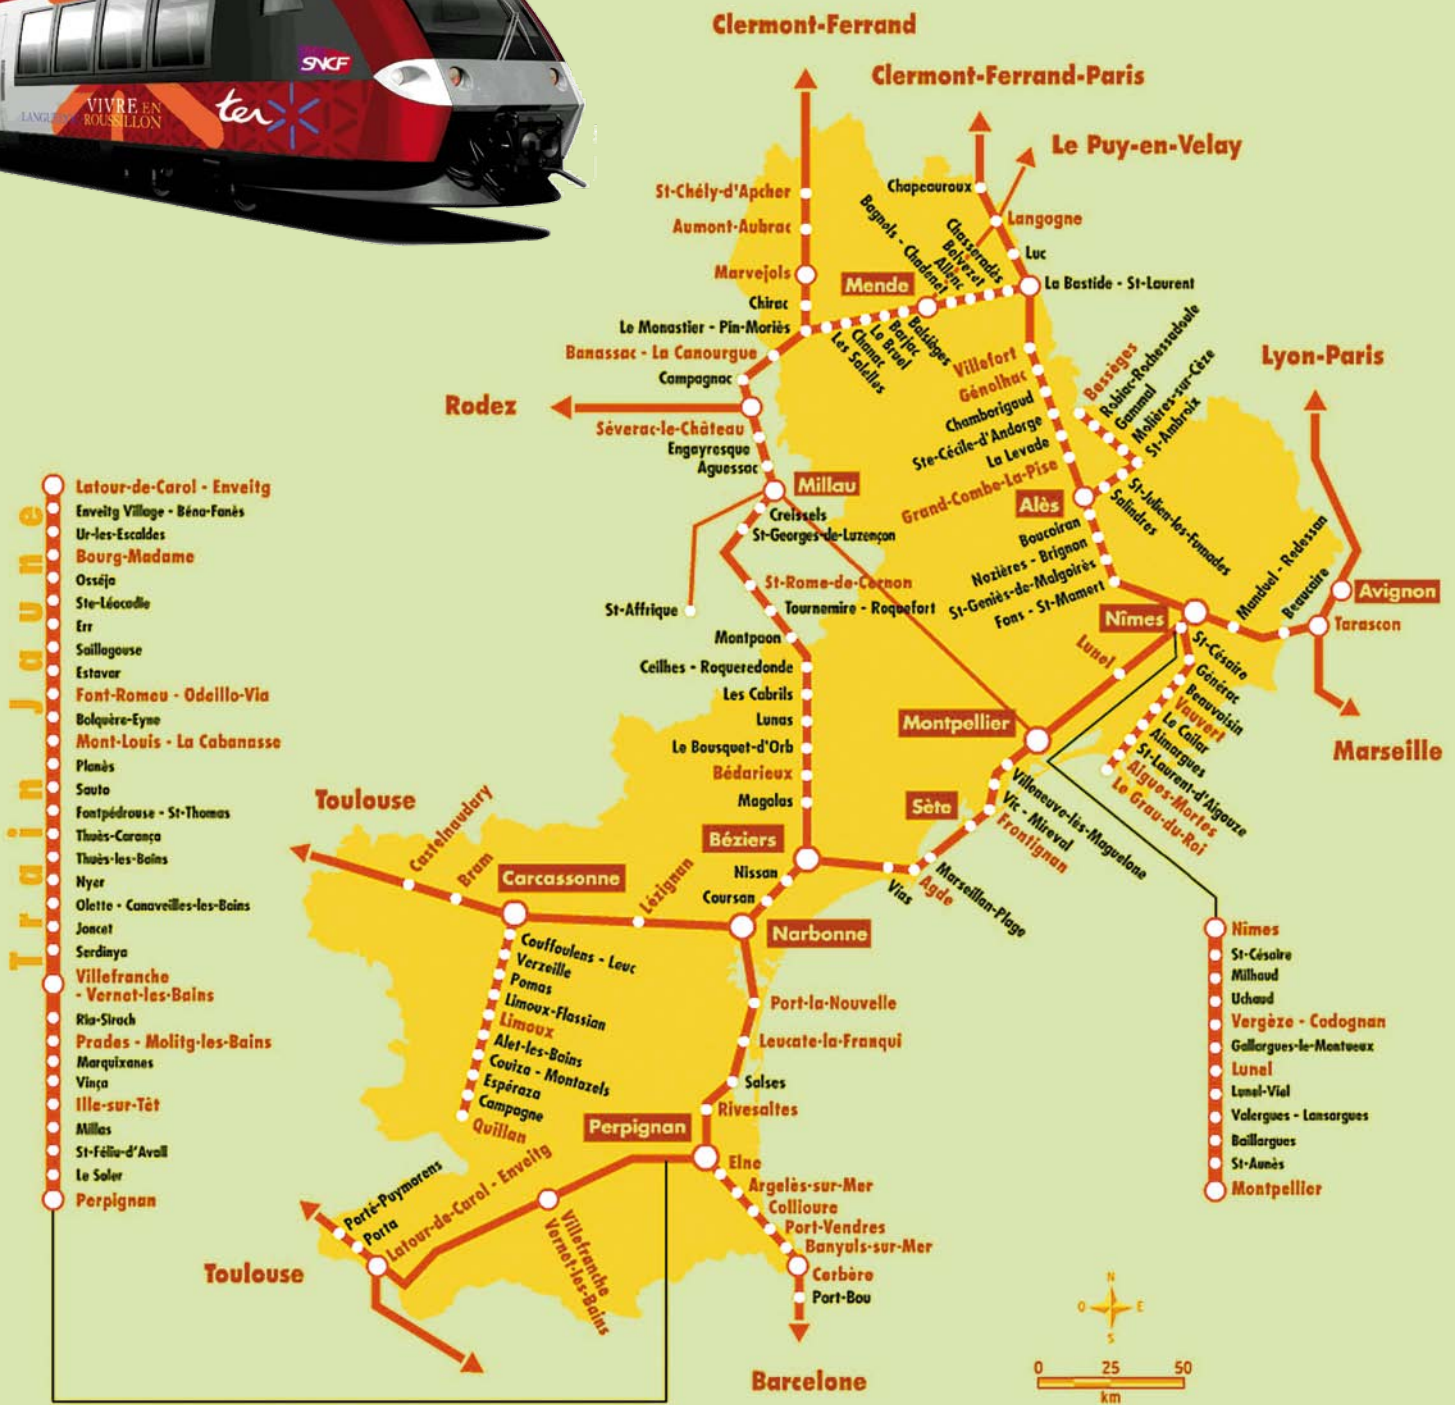 SNCF
LANGUEDOC
VIVRE EN
ROUSSILLON
ter
Clermont-Ferrand
Clermont-Ferrand-Paris
Le Puy-en-Velay
St-Chély-d'Apcher
Aumont-Aubrac
Marvejols
Chirac
Le Monastier - Pin-Moriès
Banassac - La Canourgue
Campagnac
Rodez
Séverac-le-Château
Engayresque
Aguessac
Millau
Creissels
St-Georges-de-Luzençon
St-Affrique
St-Rome-de-Cernon
Tournemire - Roquefort
Montpaon
Ceilhes - Roqueredonde
Les Cabrils
Lunas
Le Bousquet-d'Orb
Bédarieux
Magalas
Béziers
Nissan
Coursan
Chapeauroux
Langogne
Luc
La Bastide - St-Laurent
Chasseradès
Belvezet
Allenc
Bagnols - Chadenet
Mende
Balsièges
Barjac
Le Bruel
Chanac
Les Salelles
Villefort
Génolhac
Chamborigaud
Ste-Cécile-d'Andorge
La Levade
Grand-Combe-La-Pise
Alès
Bessèges
Robiac-Rochessadoule
Gammal
Molières-sur-Cèze
St-Ambroix
St-Julien-les-Fumades
Salindres
Boucoiran
Nozières - Brignon
St-Geniès-de-Malgoirès
Fons - St-Mamert
Nîmes
Manduel - Redessan
Beaucaire
Tarascon
Avignon
Lyon-Paris
Marseille
St-Césaire
Générac
Beauvoisin
Vauvert
Le Cailar
Aimargues
St-Laurent-d'Aigouze
Aigues-Mortes
Le Grau-du-Roi
Lunel
Montpellier
Villeneuve-lès-Maguelone
Vic - Mireval
Frontignan
Sète
Marseillan-Plage
Agde
Vias
Toulouse
Castelnaudary
Bram
Carcassonne
Lézignan
Narbonne
Couffoulens - Leuc
Verzeille
Pomas
Limoux-Flassian
Limoux
Alet-les-Bains
Couiza - Montazels
Espéraza
Campagne
Quillan
Port-la-Nouvelle
Leucate-la-Franqui
Salses
Rivesaltes
Perpignan
Elne
Argelès-sur-Mer
Collioure
Port-Vendres
Banyuls-sur-Mer
Cerbère
Port-Bou
Barcelone
Toulouse
Porté-Puymorens
Porta
Latour-de-Carol - Enveitg
Villefranche
Vernet-les-Bains
Train Jaune
Latour-de-Carol - Enveitg
Enveitg Village - Béna-Fanès
Ur-les-Escaldes
Bourg-Madame
Osséja
Ste-Léocadie
Err
Saillagouse
Estavar
Font-Romeu - Odeillo-Via
Bolquère-Eyne
Mont-Louis - La Cabanasse
Planès
Sauto
Fontpédrouse - St-Thomas
Thuès-Carança
Thuès-les-Bains
Nyer
Olette - Canaveilles-les-Bains
Joncet
Serdinya
Villefranche
- Vernet-les-Bains
Ria-Sirach
Prades - Molitg-les-Bains
Marquixanes
Vinça
Ille-sur-Têt
Millas
St-Féliu-d'Avall
Le Soler
Perpignan
Nîmes
St-Césaire
Milhaud
Uchaud
Vergèze - Codognan
Gallargues-le-Montueux
Lunel
Lunel-Viel
Valergues - Lansargues
Baillargues
St-Aunès
Montpellier
N
O
E
S
0 25 50
km